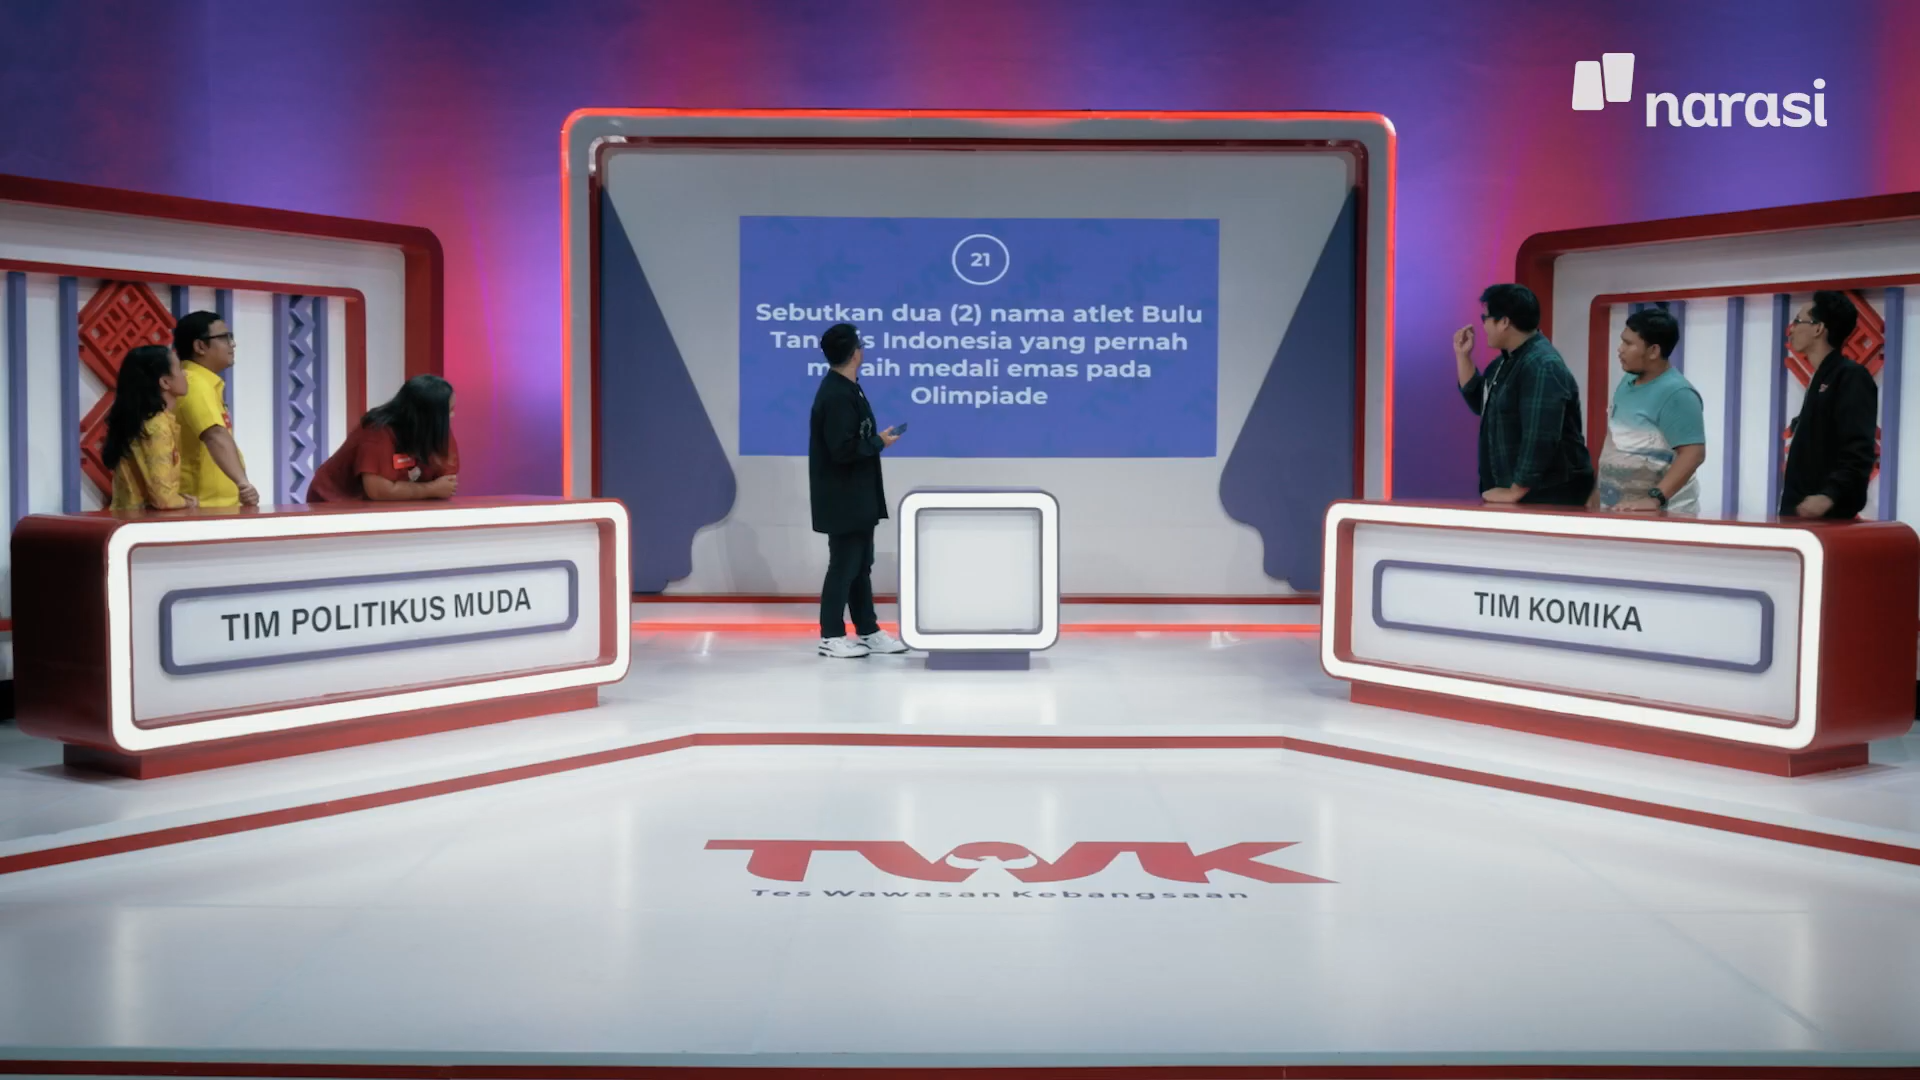 narasi
21
Sebutkan dua (2) nama atlet Bulu
Indonesia yang pernah
medali emas pada
Olimpiade
TIM POLITIKUS MUDA
TIM KOMIKA
TWK
Tes Wawasan Kebangsaan